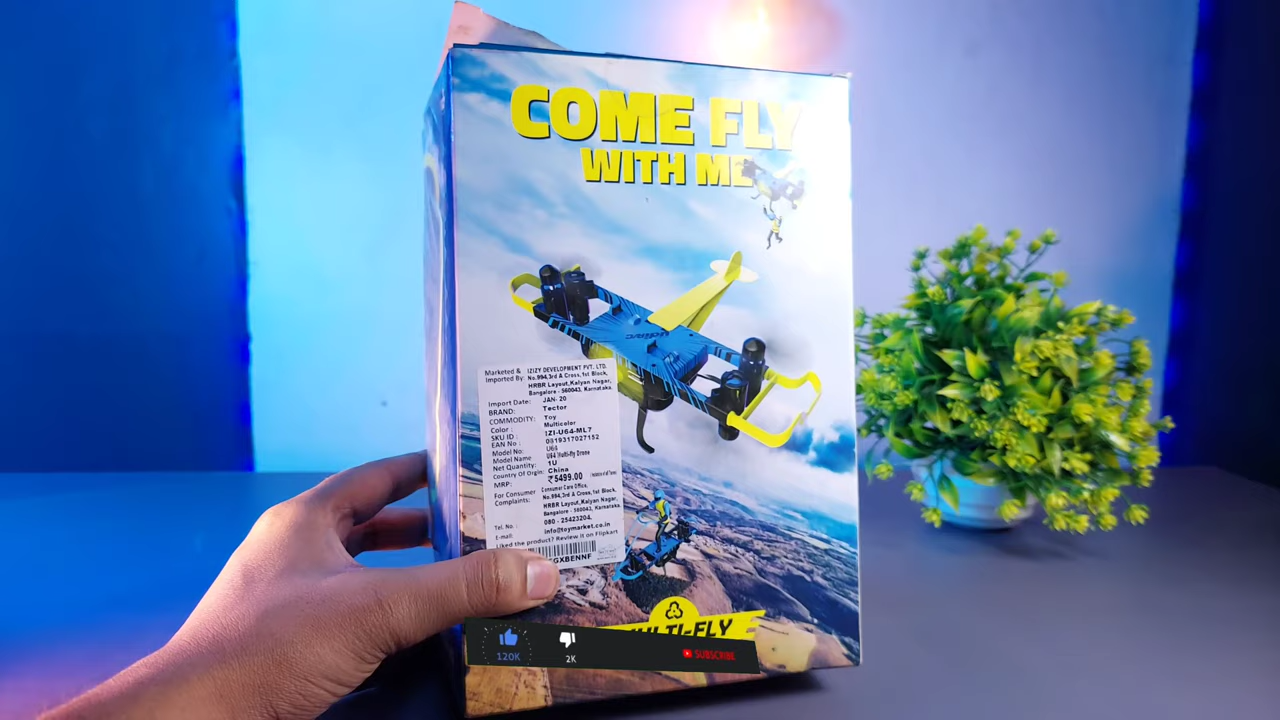 COME FLY
WITH ME
Marketed & Imported By: IZIZY DEVELOPMENT PVT. LTD.
No.994,3rd A Cross,1st Block,
HRBR Layout,Kalyan Nagar,
Bangalore - 560043, Karnataka.
Import Date: JAN- 20
BRAND: Tector
COMMODITY: Toy
Color : Multicolor
SKU ID : IZI-U64-ML7
EAN No : 0619317027152
Model No: U64
Model Name U64 Multi-fly Drone
Net Quantity: 1U
Country Of Origin: China
MRP: ₹5499.00
For Consumer Complaints: Consumer Care Office,
No.994,3rd A Cross,1st Block,
HRBR Layout,Kalyan Nagar,
Bangalore - 560043, Karnataka.
Tel. No : 080 - 25423204.
E-mail: info@toymarket.co.in
Liked the product? Review it on Flipkart
GXBENNF
MULTI-FLY
120K
2K
SUBSCRIBE